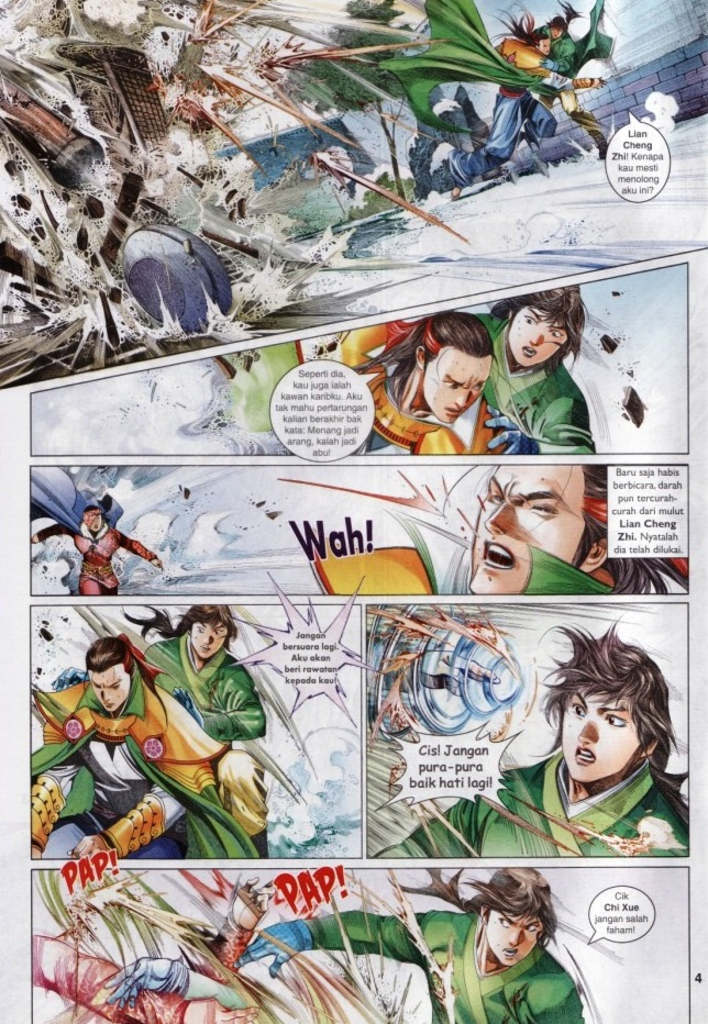 Lian
Cheng
Zhi! Kenapa
kau mesti
menolong
aku ini?
Seperti dia,
kau juga ialah
kawan karibku. Aku
tak mahu pertarungan
kalian berakhir bak
kata: Menang jadi
arang, kalah jadi
abu!
Wah!
Baru saja habis
berbicara, darah
pun tercurah-
curah dari mulut
Lian Cheng
Zhi. Nyatalah
dia telah dilukai.
Jangan
bersuara lagi.
Aku akan
beri rawatan
kepada kau!
Cis! Jangan
pura-pura
baik hati lagi!
PAP!
PAP!
Cik
Chi Xue
jangan salah
faham!
4